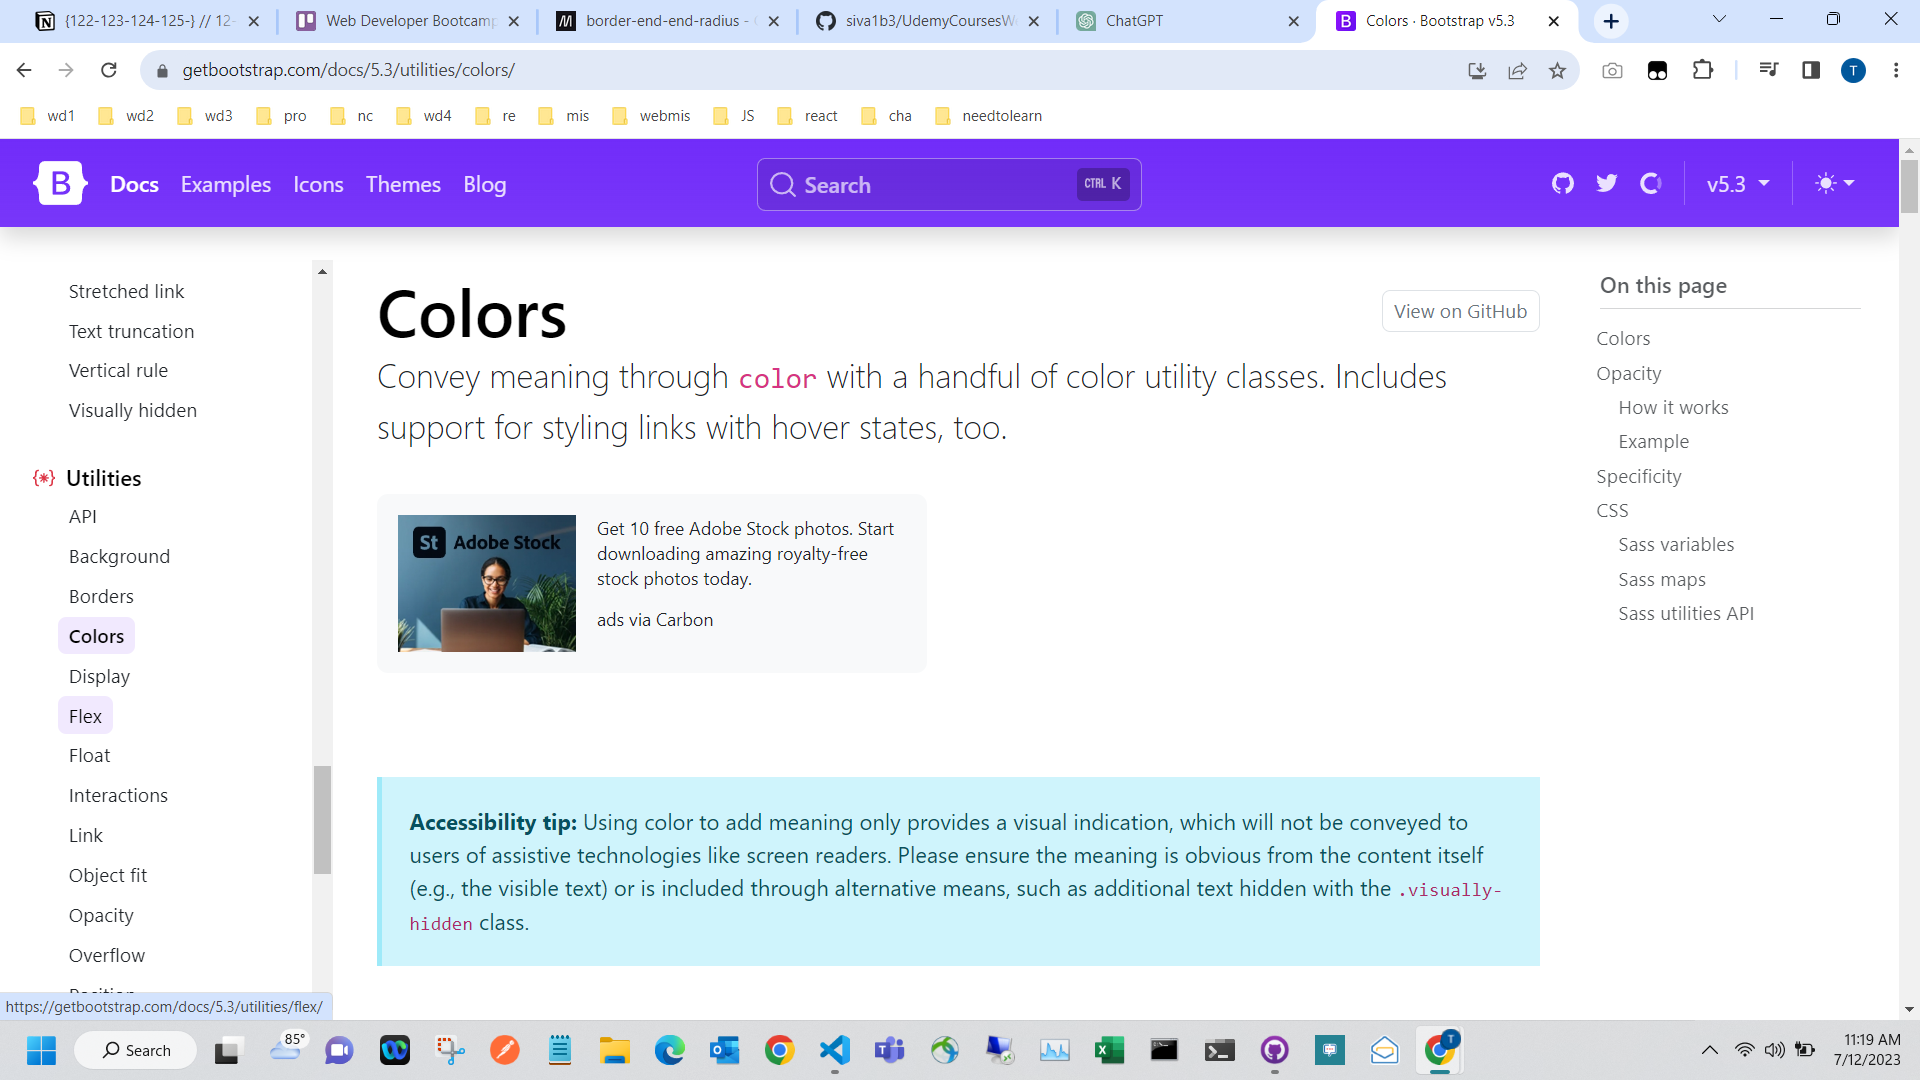 {122-123-124-125-} // 12-
Web Developer Bootcamp
border-end-end-radius -
siva1b3/UdemyCoursesW
ChatGPT
Colors · Bootstrap v5.3
getbootstrap.com/docs/5.3/utilities/colors/
T
wd1
wd2
wd3
pro
nc
wd4
re
mis
webmis
JS
react
cha
needtolearn
B
Docs
Examples
Icons
Themes
Blog
Search
CTRL K
v5.3
Stretched link
Text truncation
Vertical rule
Visually hidden
Utilities
API
Background
Borders
Colors
Display
Flex
Float
Interactions
Link
Object fit
Opacity
Overflow
Position
https://getbootstrap.com/docs/5.3/utilities/flex/
Colors
View on GitHub
Convey meaning through color with a handful of color utility classes. Includes
support for styling links with hover states, too.
St Adobe Stock
Get 10 free Adobe Stock photos. Start
downloading amazing royalty-free
stock photos today.
ads via Carbon
Accessibility tip: Using color to add meaning only provides a visual indication, which will not be conveyed to
users of assistive technologies like screen readers. Please ensure the meaning is obvious from the content itself
(e.g., the visible text) or is included through alternative means, such as additional text hidden with the .visually-
hidden class.
On this page
Colors
Opacity
How it works
Example
Specificity
CSS
Sass variables
Sass maps
Sass utilities API
Search
85°
T
11:19 AM
7/12/2023